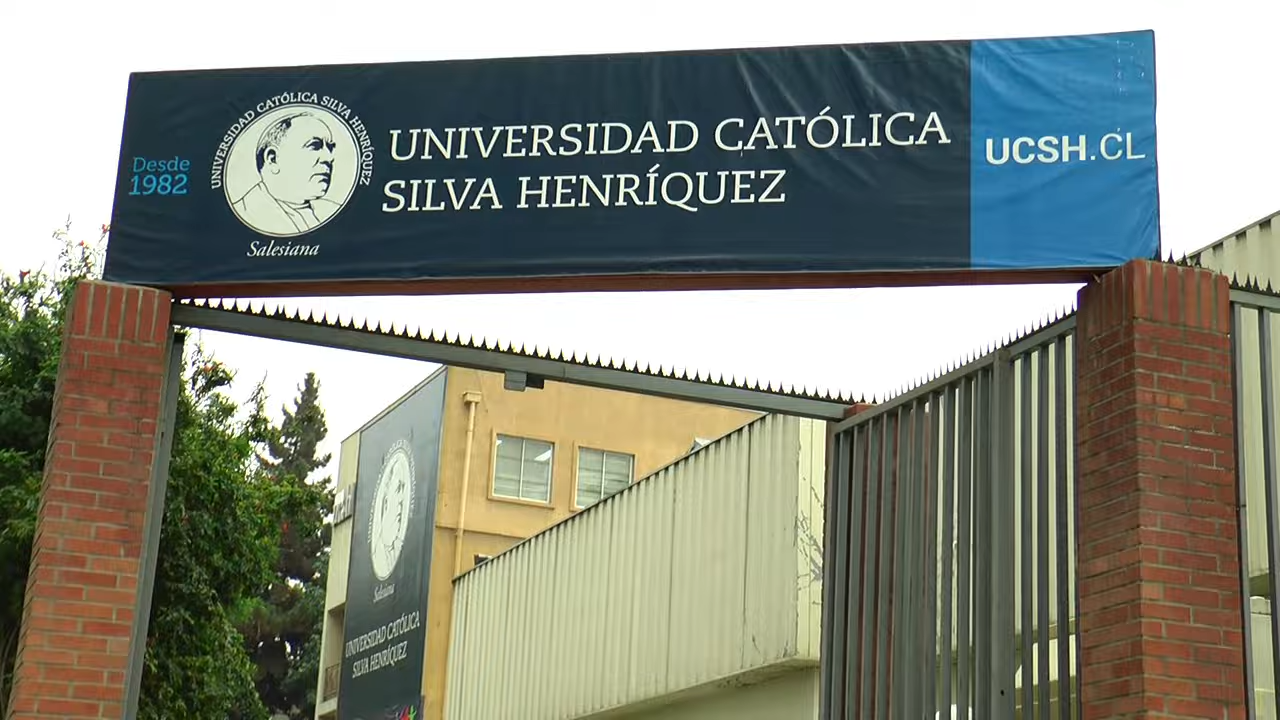 Desde
1982
UNIVERSIDAD CATÓLICA SILVA HENRÍQUEZ
Salesiana
UNIVERSIDAD CATÓLICA
SILVA HENRÍQUEZ
UCSH.CL
Salesiana
UNIVERSIDAD CATÓLICA
SILVA HENRÍQUEZ